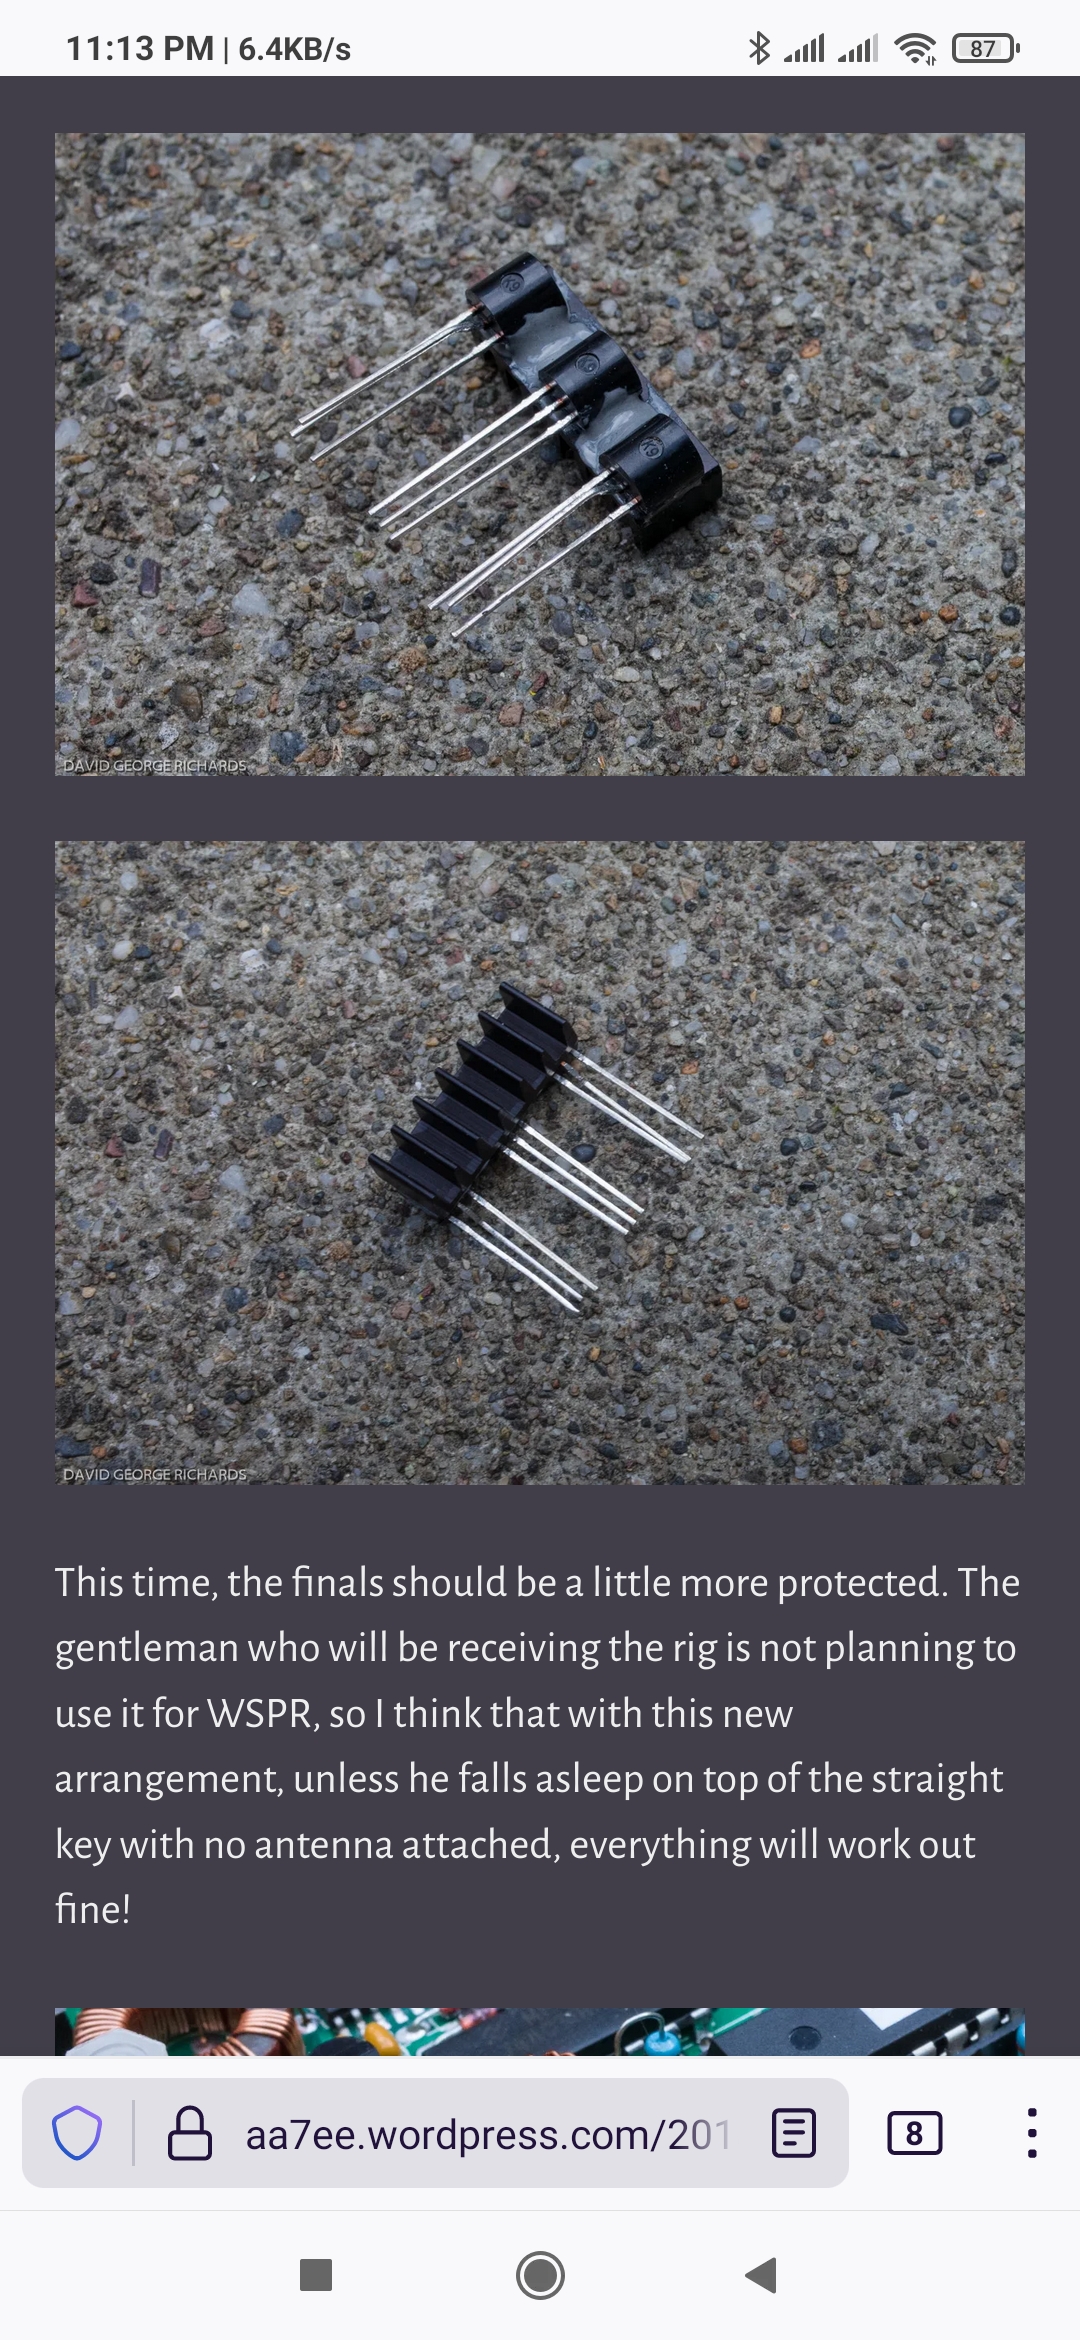 11:13 PM | 6.4KB/s
87
DAVID GEORGE RICHARDS
DAVID GEORGE RICHARDS
This time, the finals should be a little more protected. The
gentleman who will be receiving the rig is not planning to
use it for WSPR, so I think that with this new
arrangement, unless he falls asleep on top of the straight
key with no antenna attached, everything will work out
fine!
aa7ee.wordpress.com/201
8